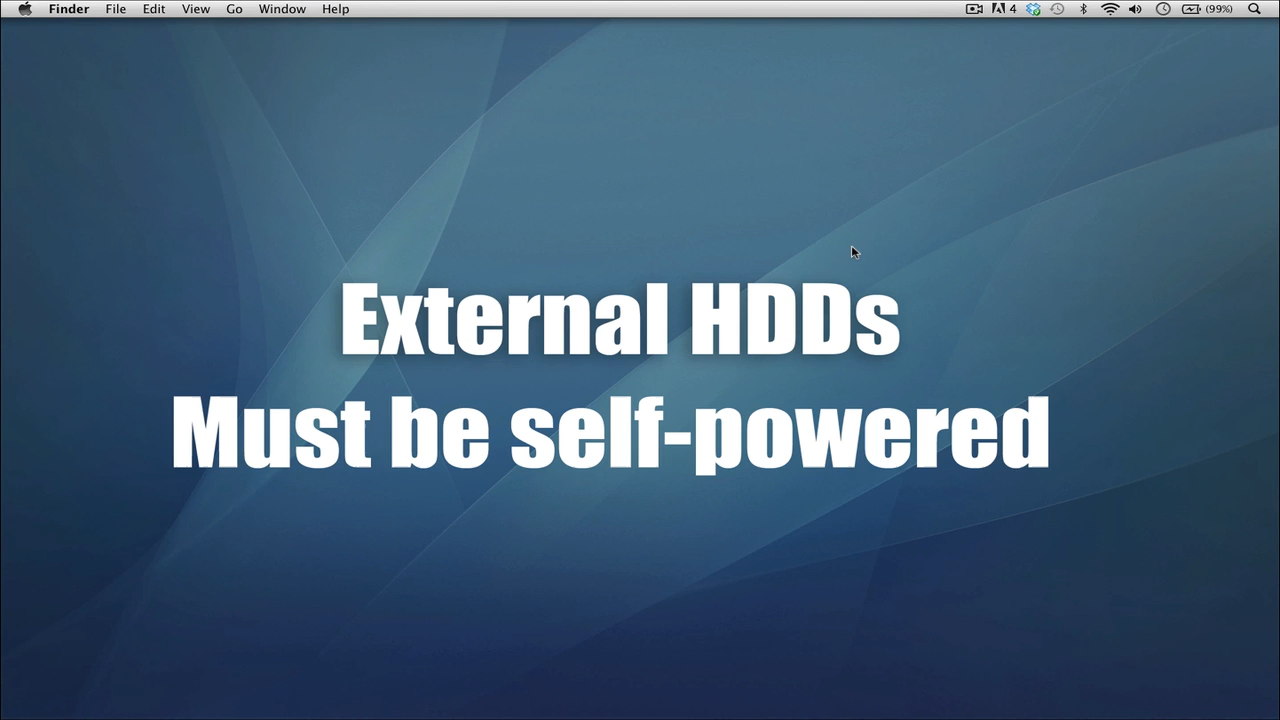 Finder File Edit View Go Window Help 4 (99%)
External HDDs
Must be self-powered